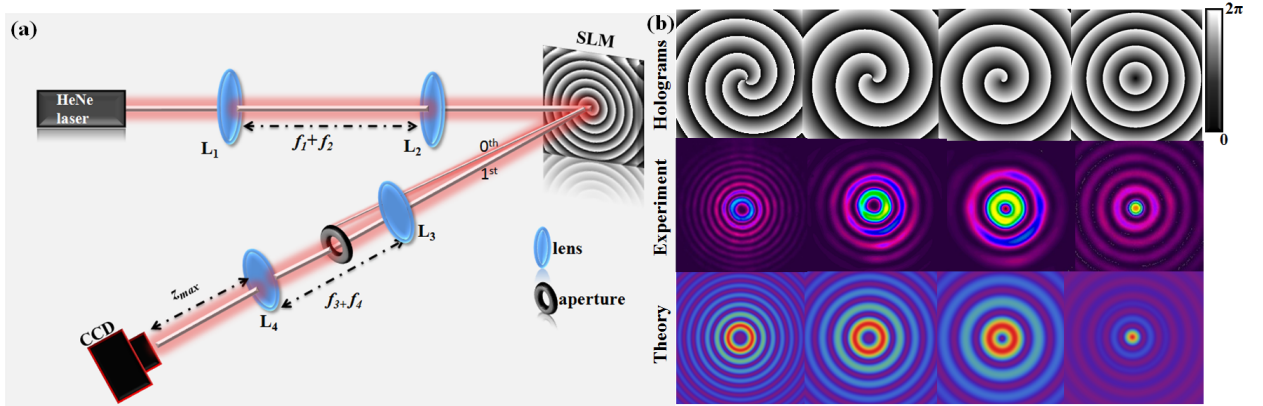 (a)
SLM
HeNe
laser
L1
f1+f2
L2
0th
1st
L3
lens
zmax
f3+f4
aperture
L4
CCD
(b)
2π
Holograms
0
Experiment
Theory